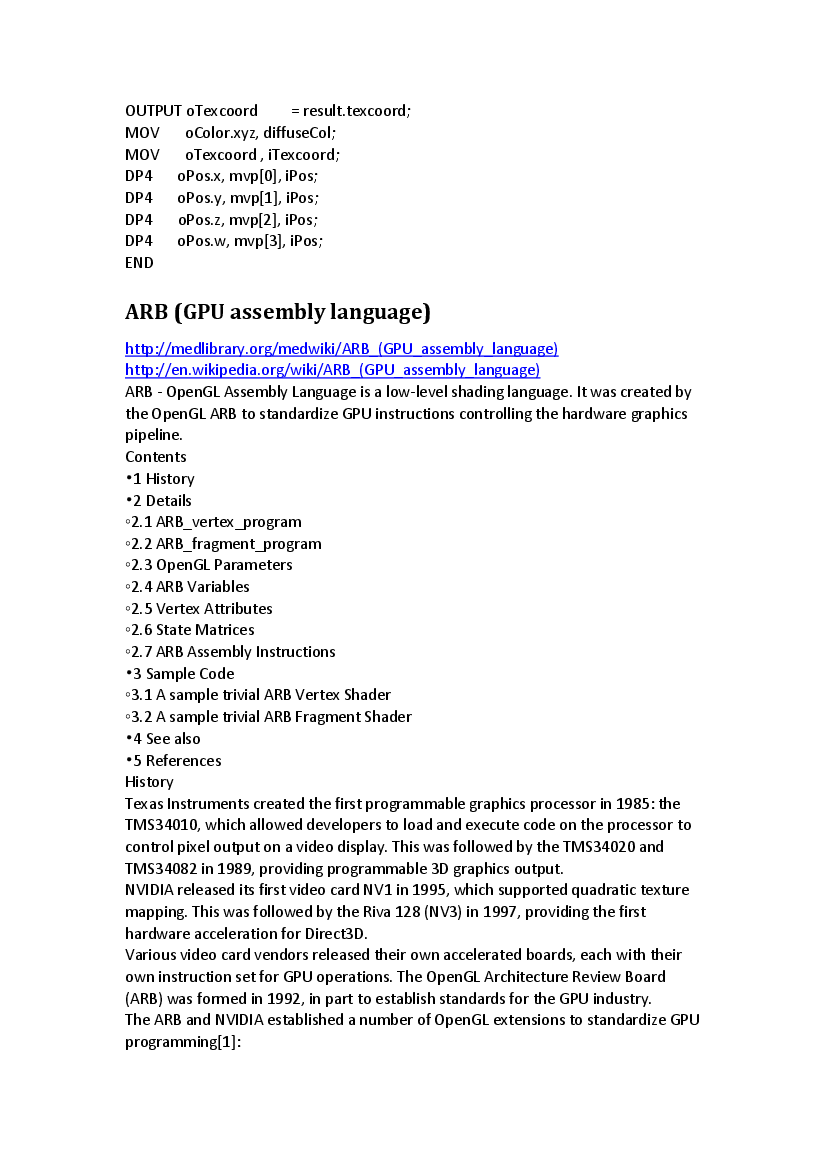 OUTPUT oTexcoord = result.texcoord;
MOV oColor.xyz, diffuseCol;
MOV oTexcoord , iTexcoord;
DP4 oPos.x, mvp[0], iPos;
DP4 oPos.y, mvp[1], iPos;
DP4 oPos.z, mvp[2], iPos;
DP4 oPos.w, mvp[3], iPos;
END
ARB (GPU assembly language)
http://medlibrary.org/medwiki/ARB_(GPU_assembly_language)
http://en.wikipedia.org/wiki/ARB_(GPU_assembly_language)
ARB - OpenGL Assembly Language is a low-level shading language. It was created by
the OpenGL ARB to standardize GPU instructions controlling the hardware graphics
pipeline.
Contents
•1 History
•2 Details
◦2.1 ARB_vertex_program
◦2.2 ARB_fragment_program
◦2.3 OpenGL Parameters
◦2.4 ARB Variables
◦2.5 Vertex Attributes
◦2.6 State Matrices
◦2.7 ARB Assembly Instructions
•3 Sample Code
◦3.1 A sample trivial ARB Vertex Shader
◦3.2 A sample trivial ARB Fragment Shader
•4 See also
•5 References
History
Texas Instruments created the first programmable graphics processor in 1985: the
TMS34010, which allowed developers to load and execute code on the processor to
control pixel output on a video display. This was followed by the TMS34020 and
TMS34082 in 1989, providing programmable 3D graphics output.
NVIDIA released its first video card NV1 in 1995, which supported quadratic texture
mapping. This was followed by the Riva 128 (NV3) in 1997, providing the first
hardware acceleration for Direct3D.
Various video card vendors released their own accelerated boards, each with their
own instruction set for GPU operations. The OpenGL Architecture Review Board
(ARB) was formed in 1992, in part to establish standards for the GPU industry.
The ARB and NVIDIA established a number of OpenGL extensions to standardize GPU
programming[1]: